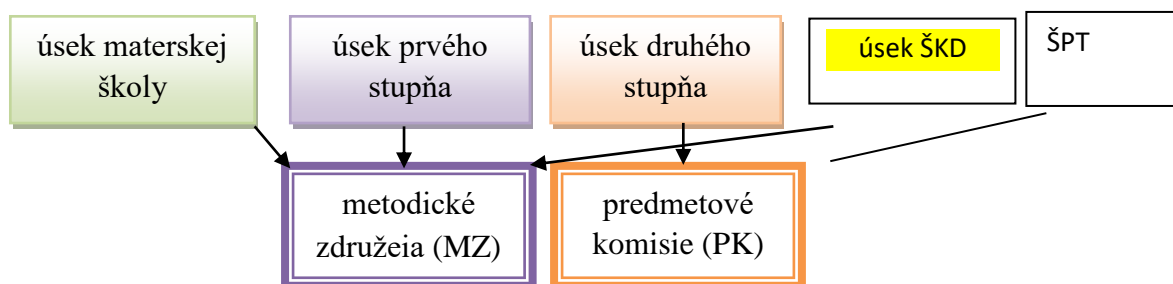 úsek materskej
školy
úsek prvého
stupňa
úsek druhého
stupňa
úsek ŠKD
ŠPT
metodické
združeia (MZ)
predmetové
komisie (PK)